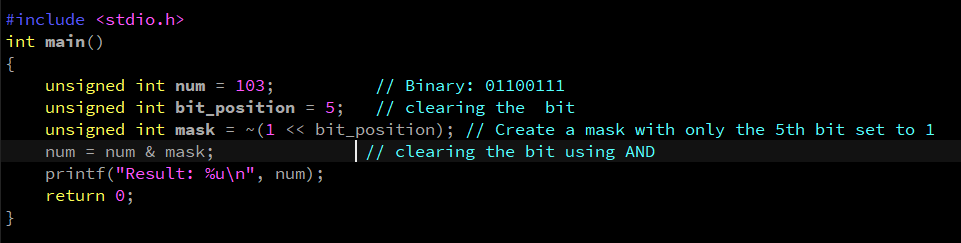 #include <stdio.h>
int main()
{
    unsigned int num = 103;          // Binary: 01100111
    unsigned int bit_position = 5;   // clearing the  bit
    unsigned int mask = ~(1 << bit_position); // Create a mask with only the 5th bit set to 1
    num = num & mask;               // clearing the bit using AND
    printf("Result: %u\n", num);
    return 0;
}